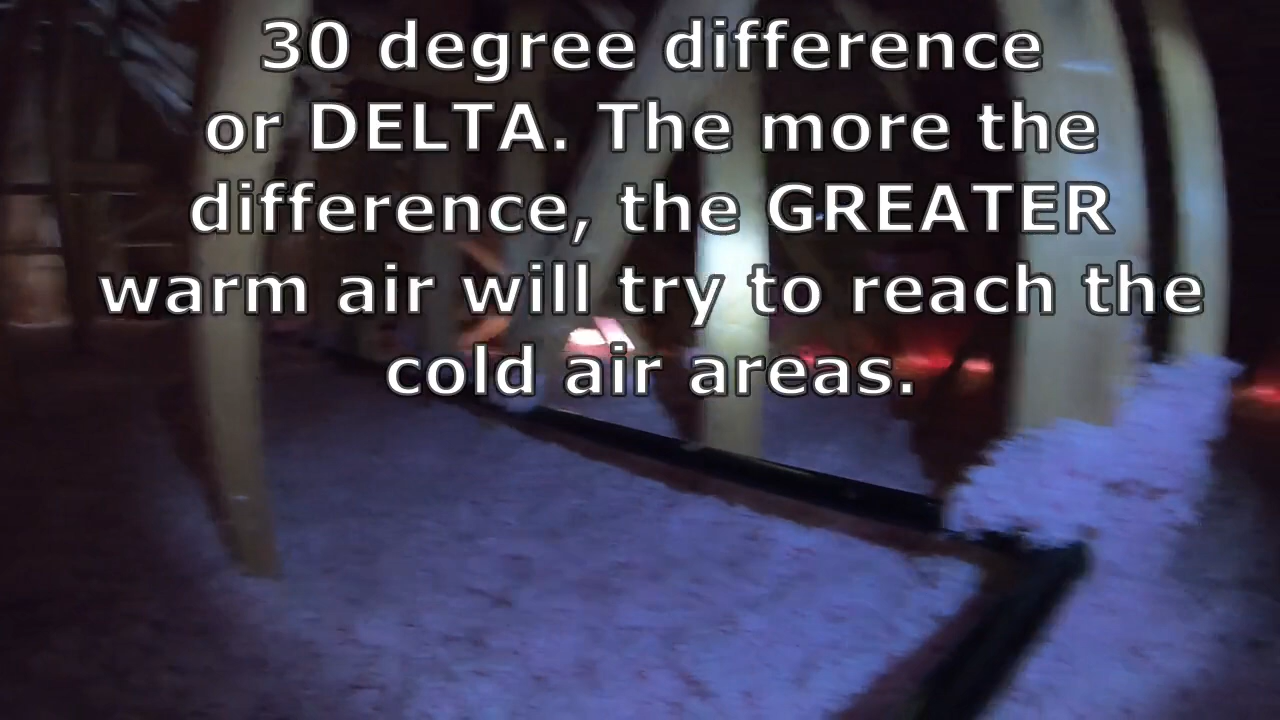 30 degree difference
or DELTA. The more the
difference, the GREATER
warm air will try to reach the
cold air areas.